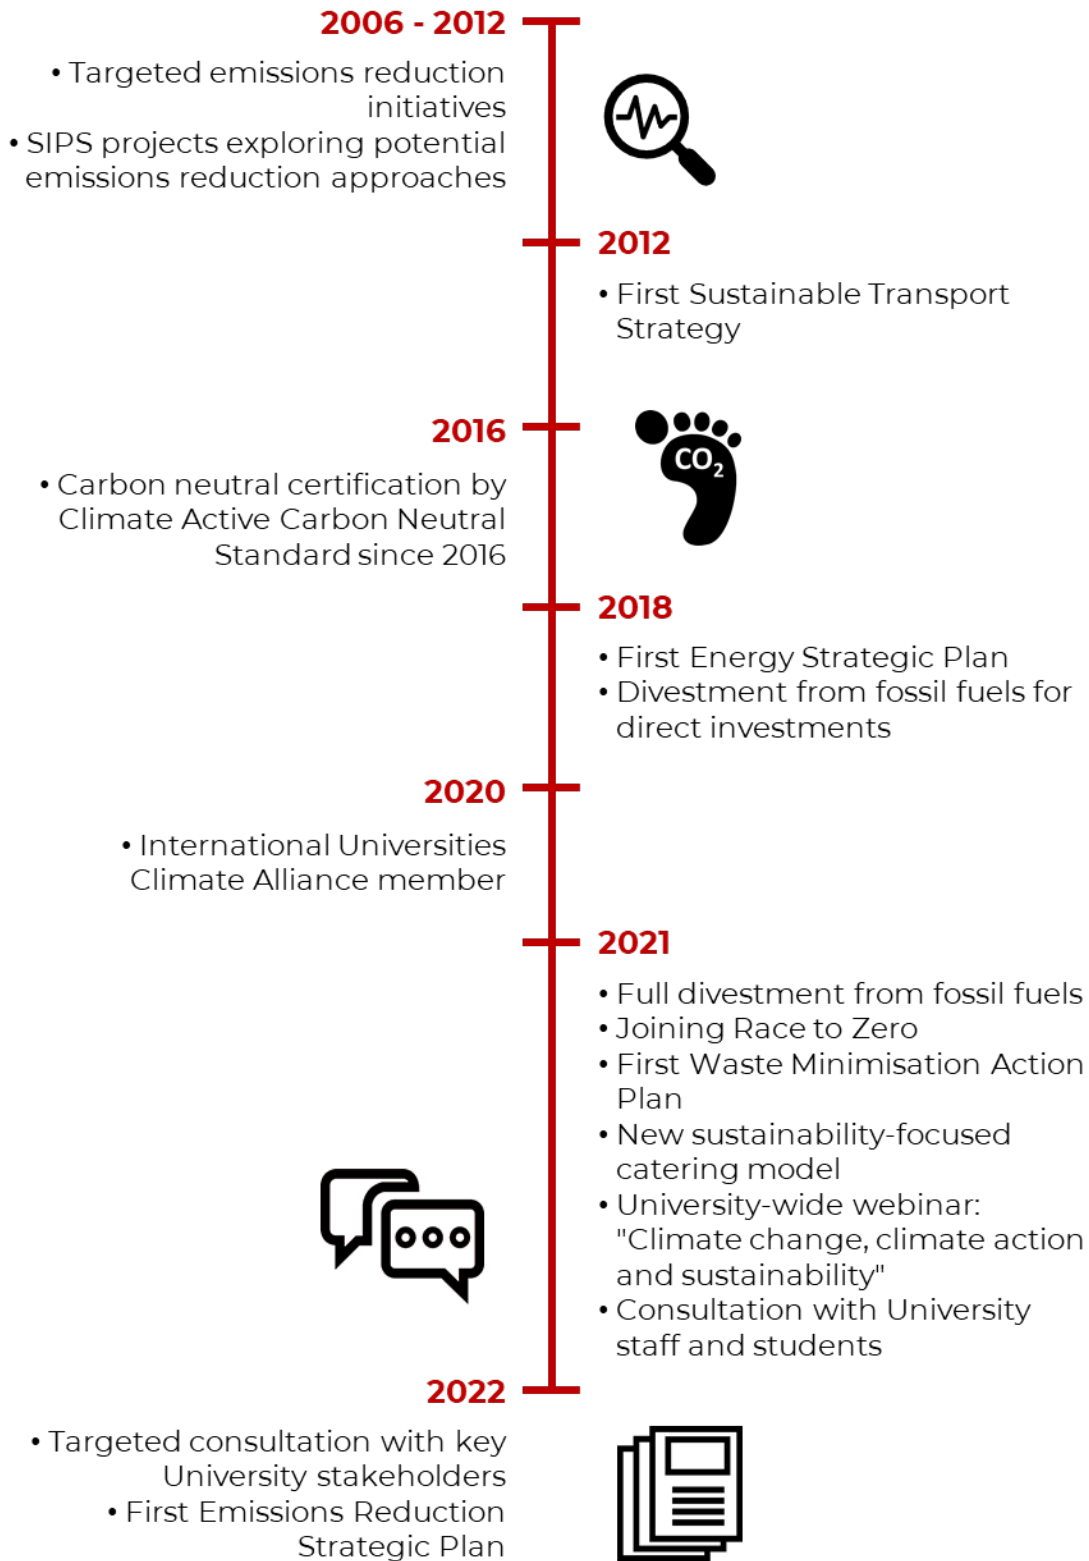 2006 - 2012
• Targeted emissions reduction
initiatives
• SIPS projects exploring potential
emissions reduction approaches
2012
• First Sustainable Transport
Strategy
CO₂
2016
• Carbon neutral certification by
Climate Active Carbon Neutral
Standard since 2016
2018
• First Energy Strategic Plan
• Divestment from fossil fuels for
direct investments
2020
• International Universities
Climate Alliance member
2021
• Full divestment from fossil fuels
• Joining Race to Zero
• First Waste Minimisation Action
Plan
• New sustainability-focused
catering model
• University-wide webinar:
"Climate change, climate action
and sustainability"
• Consultation with University
staff and students
2022
• Targeted consultation with key
University stakeholders
• First Emissions Reduction
Strategic Plan